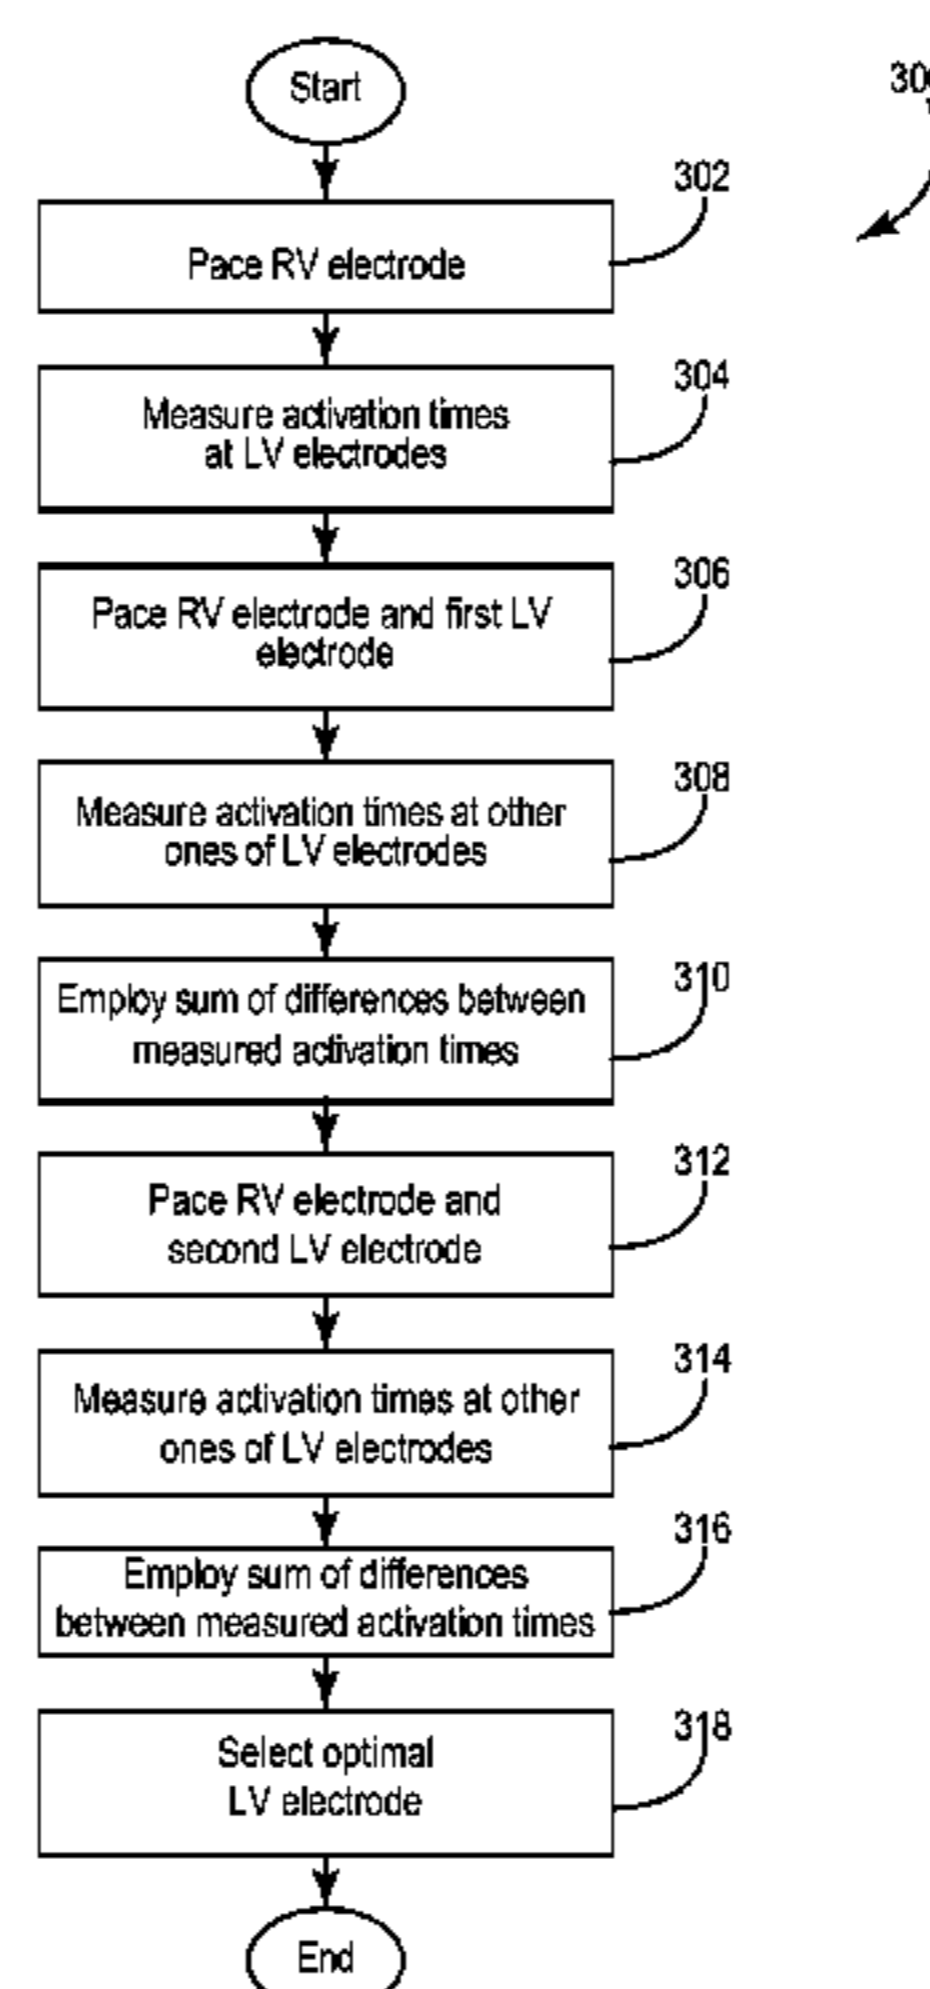 Start
302
Pace RV electrode
304
Measure activation times
at LV electrodes
306
Pace RV electrode and first LV
electrode
308
Measure activation times at other
ones of LV electrodes
310
Employ sum of differences between
measured activation times
312
Pace RV electrode and
second LV electrode
314
Measure activation times at other
ones of LV electrodes
316
Employ sum of differences
between measured activation times
318
Select optimal
LV electrode
End